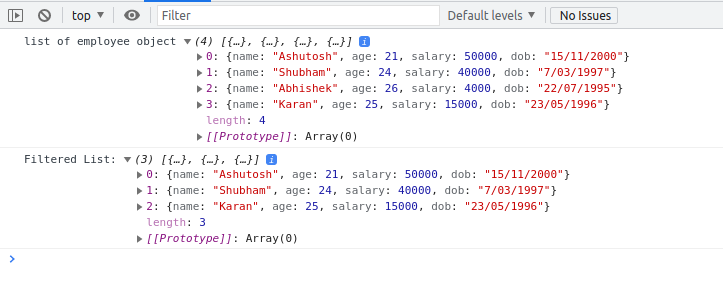 top Filter Default levels No Issues
list of employee object (4) [{…}, {…}, {…}, {…}] i
0: {name: "Ashutosh", age: 21, salary: 50000, dob: "15/11/2000"}
1: {name: "Shubham", age: 24, salary: 40000, dob: "7/03/1997"}
2: {name: "Abhishek", age: 26, salary: 4000, dob: "22/07/1995"}
3: {name: "Karan", age: 25, salary: 15000, dob: "23/05/1996"}
length: 4
[[Prototype]]: Array(0)
Filtered List: (3) [{…}, {…}, {…}] i
0: {name: "Ashutosh", age: 21, salary: 50000, dob: "15/11/2000"}
1: {name: "Shubham", age: 24, salary: 40000, dob: "7/03/1997"}
2: {name: "Karan", age: 25, salary: 15000, dob: "23/05/1996"}
length: 3
[[Prototype]]: Array(0)